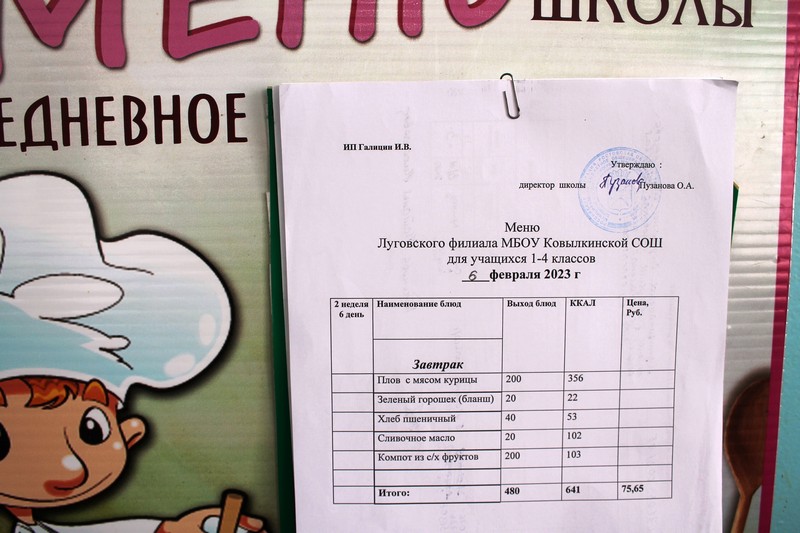 МЕНЮ
ШКОЛЫ
ЕДНЕВНОЕ
ИП Галицин И.В.
Утверждаю :
директор школы Пузанова Пузанова О.А.
Меню
Луговского филиала МБОУ Ковылкинской СОШ
для учащихся 1-4 классов
6 февраля 2023 г
2 неделя 6 день Наименование блюд Выход блюд ККАЛ Цена, Руб.
Завтрак
Плов с мясом курицы 200 356
Зеленый горошек (бланш) 20 22
Хлеб пшеничный 40 53
Сливочное масло 20 102
Компот из с/х фруктов 200 103
Итого: 480 641 75,65